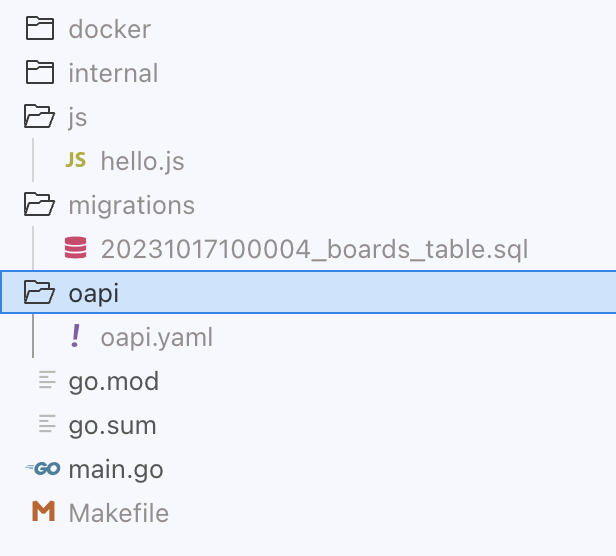 docker
internal
js
JS hello.js
migrations
20231017100004_boards_table.sql
oapi
! oapi.yaml
go.mod
go.sum
GO main.go
M Makefile